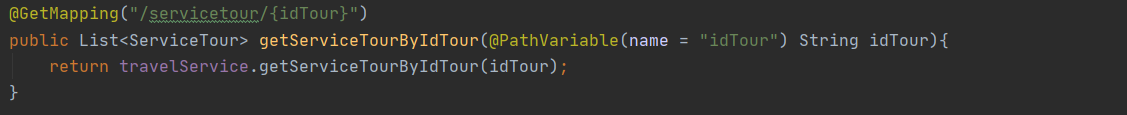 @GetMapping("/servicetour/{idTour}")
public List<ServiceTour> getServiceTourByIdTour(@PathVariable(name = "idTour") String idTour){
    return travelService.getServiceTourByIdTour(idTour);
}